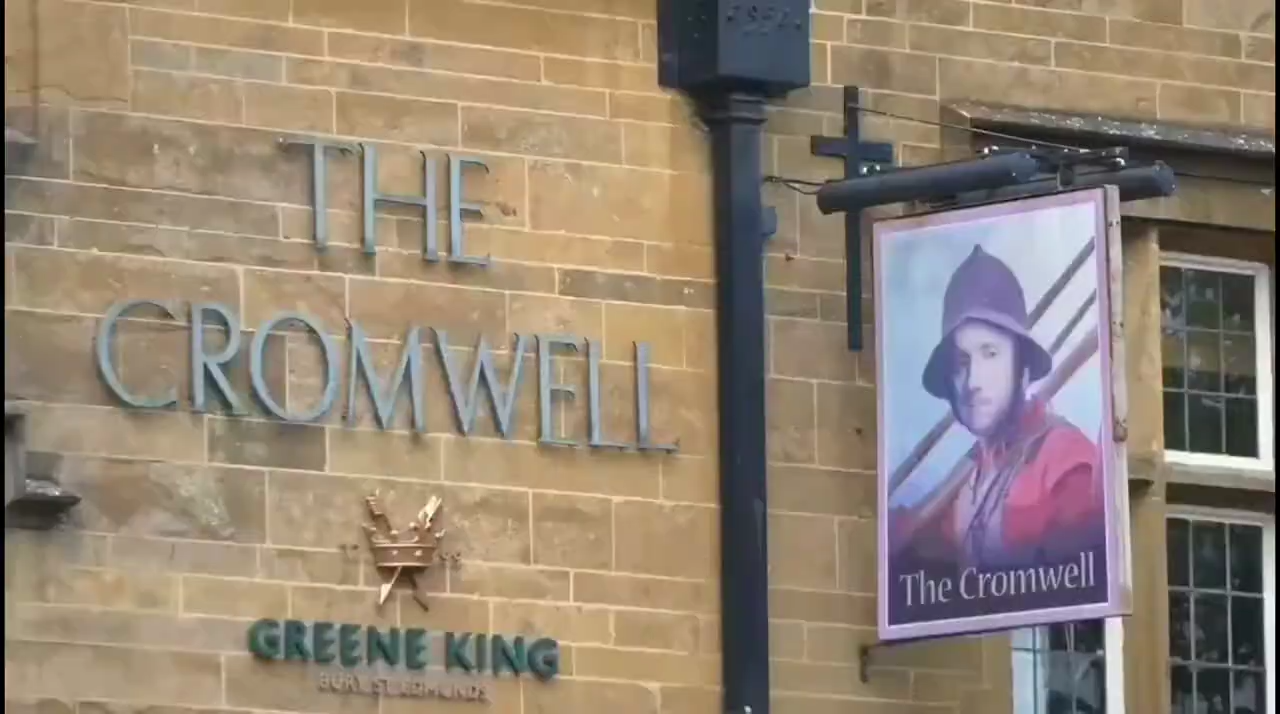 THE
CROMWELL
GREENE KING
BURY ST EDMUNDS
The Cromwell